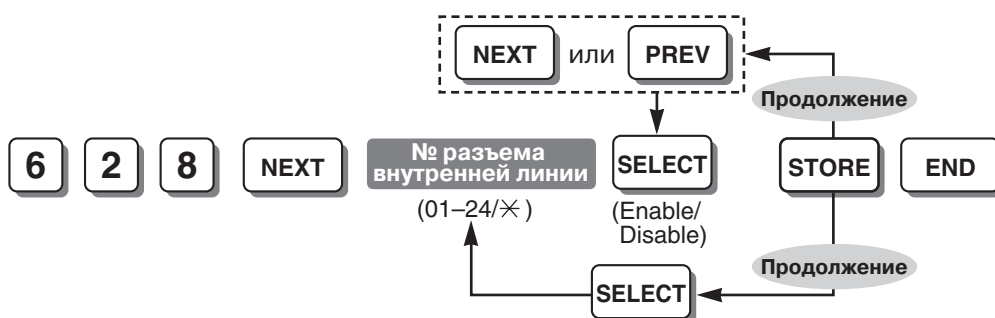 NEXT или PREV
Продолжение
6 2 8 NEXT № разъема внутренней линии SELECT STORE END
(01–24/✳)
(Enable/
Disable)
Продолжение
SELECT